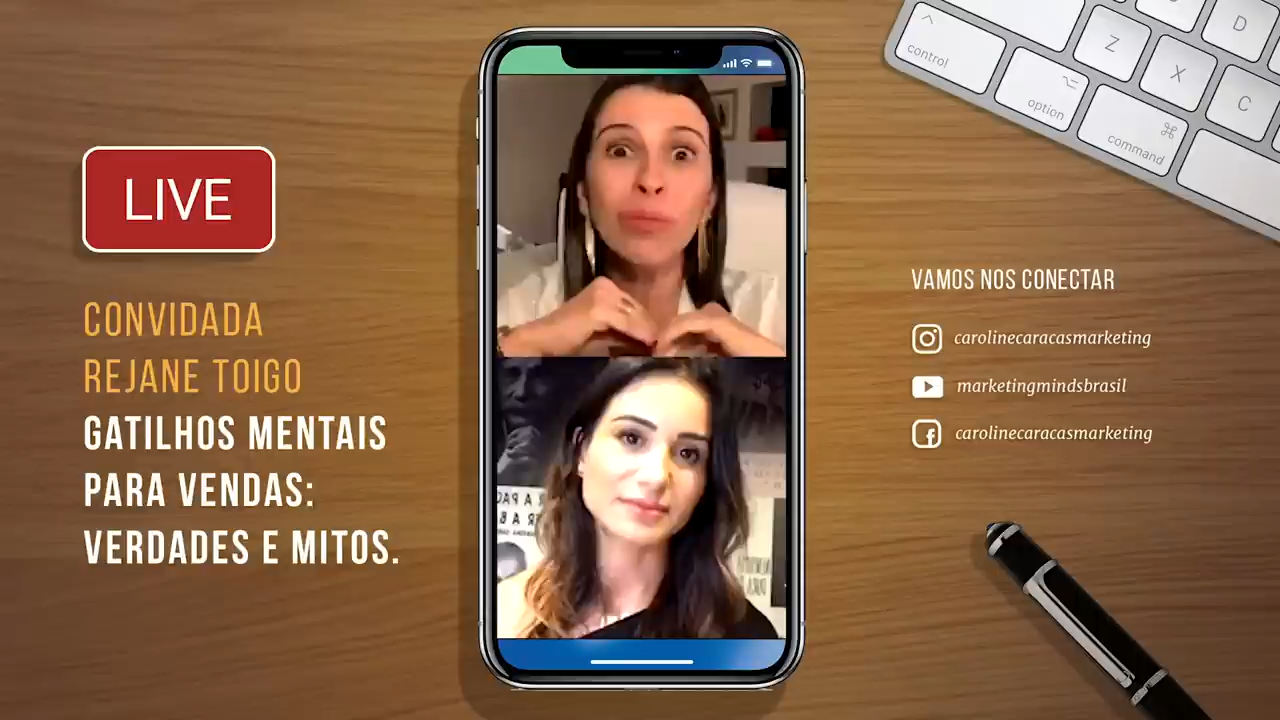 LIVE
CONVIDADA
REJANE TOIGO
GATILHOS MENTAIS
PARA VENDAS:
VERDADES E MITOS.
VAMOS NOS CONECTAR
carolinecaracasmarketing
marketingmindsbrasil
carolinecaracasmarketing
control
option
command
Z
X
C
D